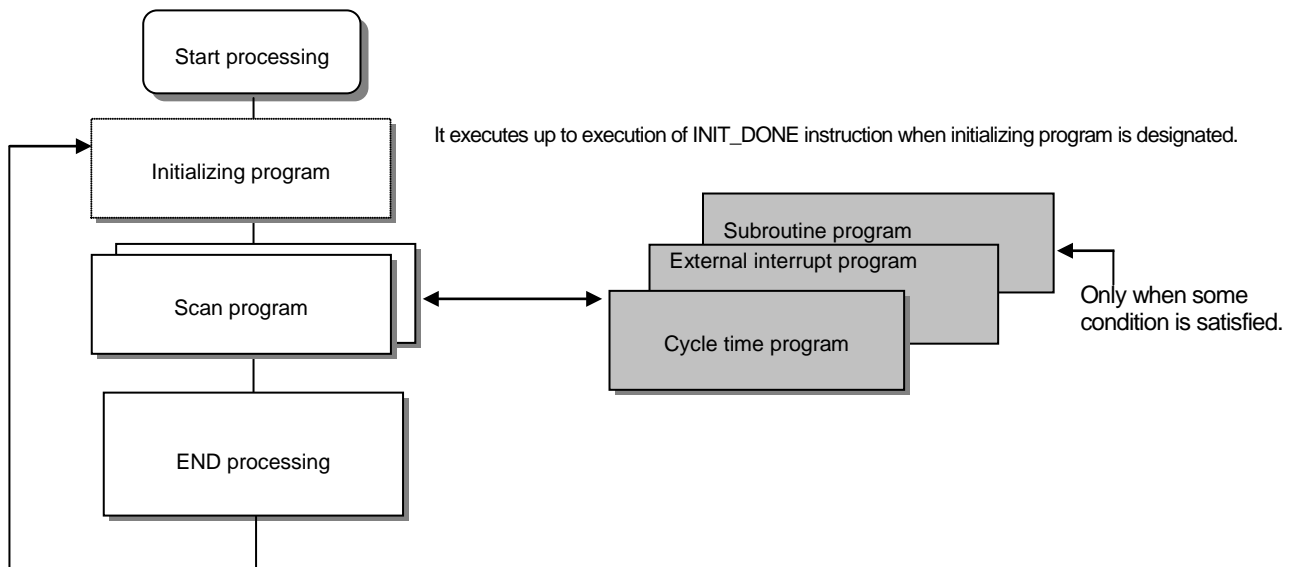 Start processing
It executes up to execution of INIT_DONE instruction when initializing program is designated.
Initializing program
Subroutine program
External interrupt program
Only when some
condition is satisfied.
Scan program
Cycle time program
END processing